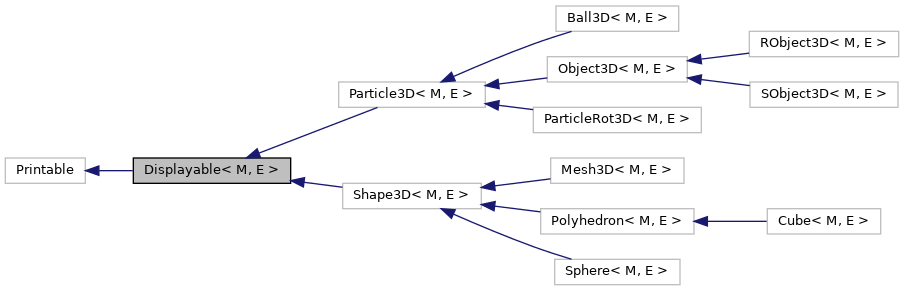 Ball3D< M, E >
RObject3D< M, E >
Object3D< M, E >
Particle3D< M, E >
SObject3D< M, E >
ParticleRot3D< M, E >
Printable
Displayable< M, E >
Mesh3D< M, E >
Shape3D< M, E >
Polyhedron< M, E >
Cube< M, E >
Sphere< M, E >